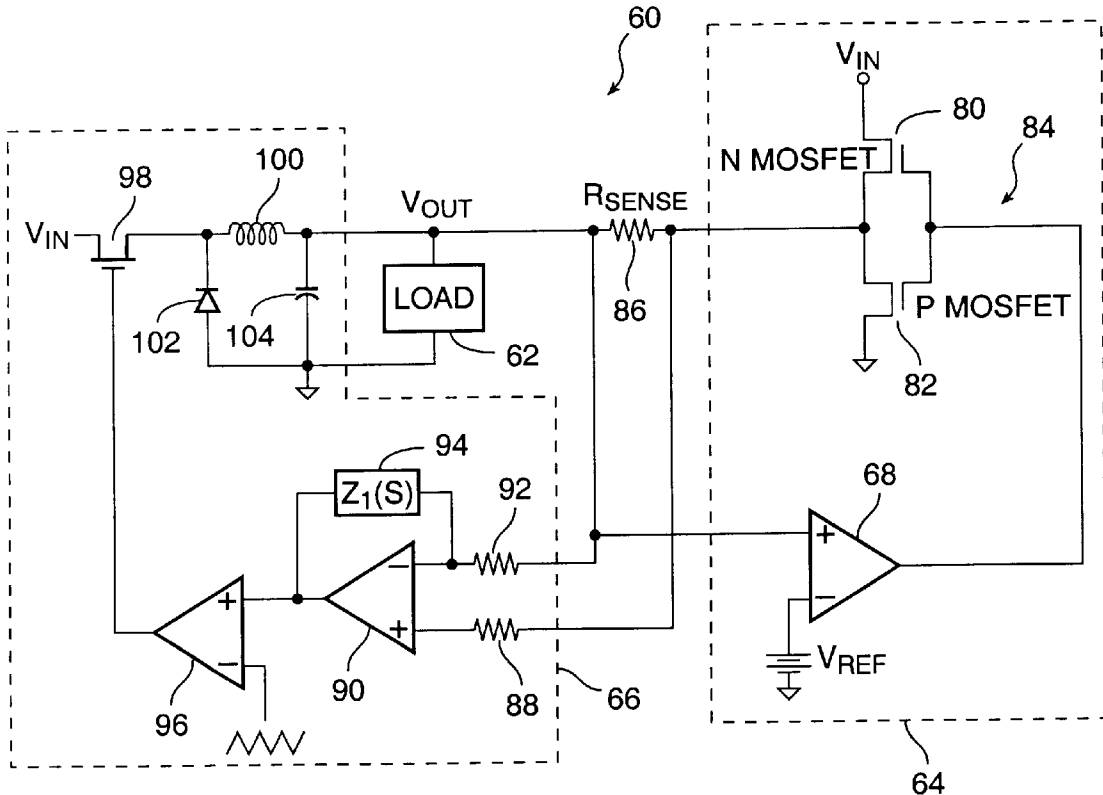 60
V_IN
80
N MOSFET
84
100
98
V_OUT
R_SENSE
V_IN
86
P MOSFET
102
104
LOAD
62
82
94
Z_1(S)
92
68
+
−
−
+
+
−
V_REF
90
88
66
96
64